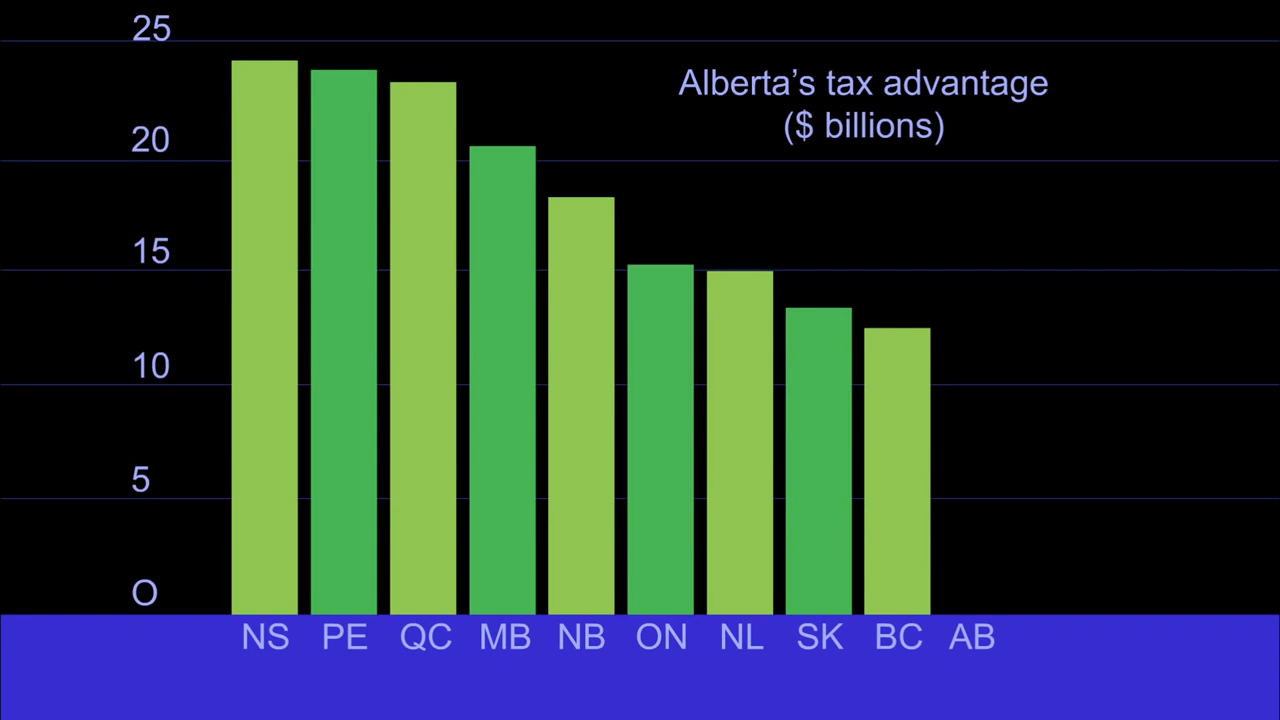 25
Alberta’s tax advantage
($ billions)
20
15
10
5
O
NS PE QC MB NB ON NL SK BC AB